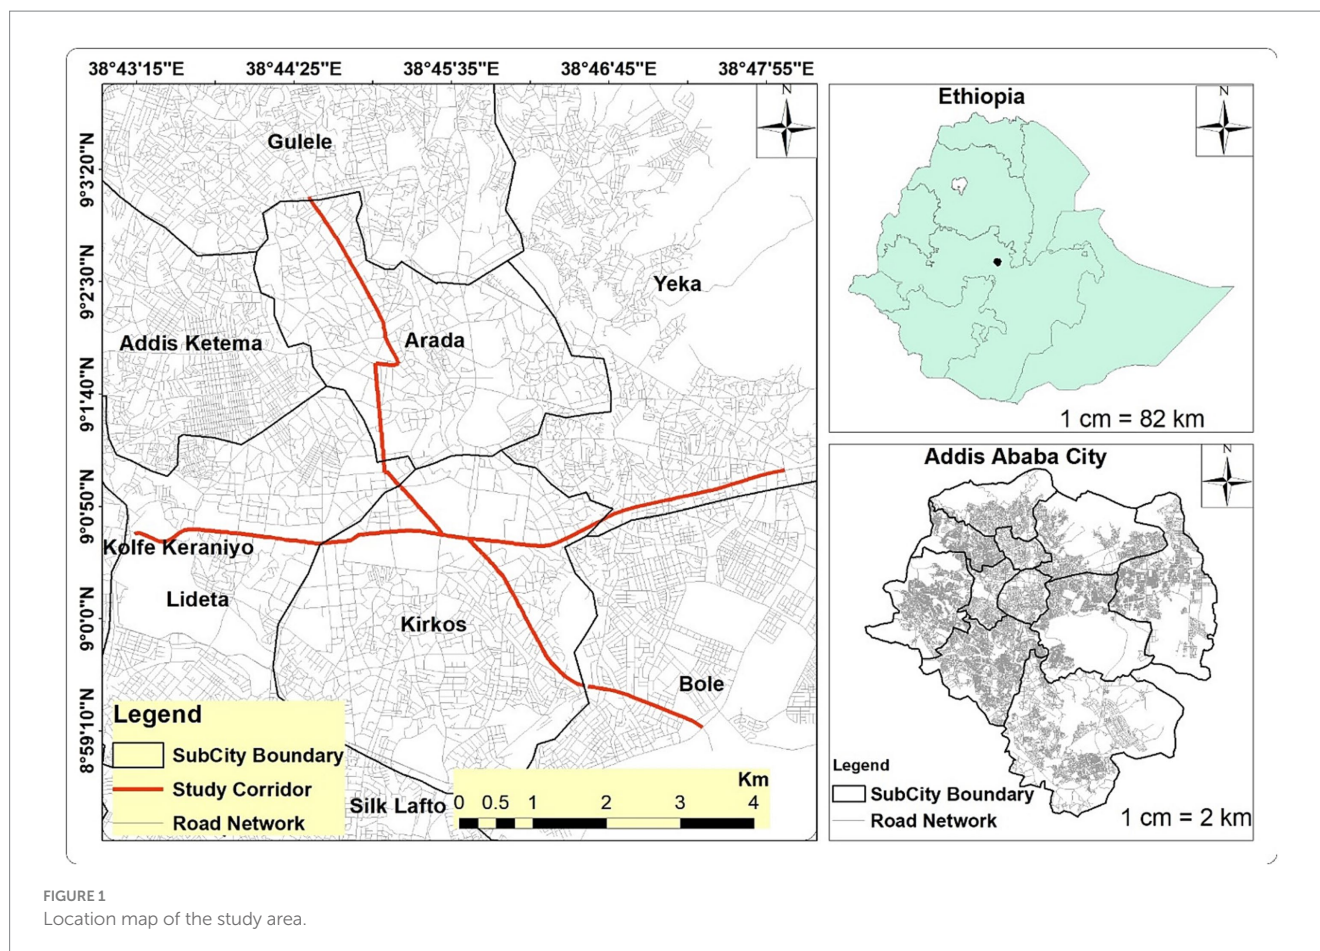 38°43'15"E 38°44'25"E 38°45'35"E 38°46'45"E 38°47'55"E
9°3'20"N
9°2'30"N
9°1'40"N
9°0'50"N
9°0'0"N
8°59'10"N
N
Gulele
Yeka
Addis Ketema
Arada
Kolfe Keraniyo
Lideta
Kirkos
Bole
Silk Lafto
Legend
SubCity Boundary
Study Corridor
Road Network
Km
0 0.5 1 2 3 4
Ethiopia
N
1 cm = 82 km
Addis Ababa City
N
Legend
SubCity Boundary
Road Network
1 cm = 2 km
FIGURE 1
Location map of the study area.